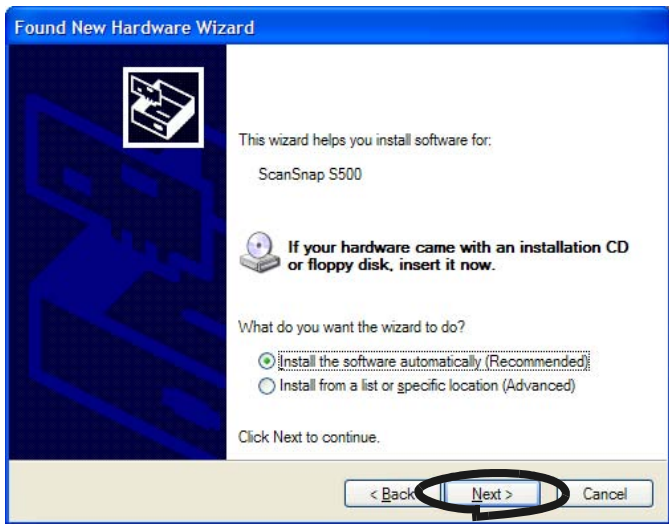 Found New Hardware Wizard
This wizard helps you install software for:
ScanSnap S500
If your hardware came with an installation CD
or floppy disk, insert it now.
What do you want the wizard to do?
Install the software automatically (Recommended)
Install from a list or specific location (Advanced)
Click Next to continue.
< Back Next > Cancel